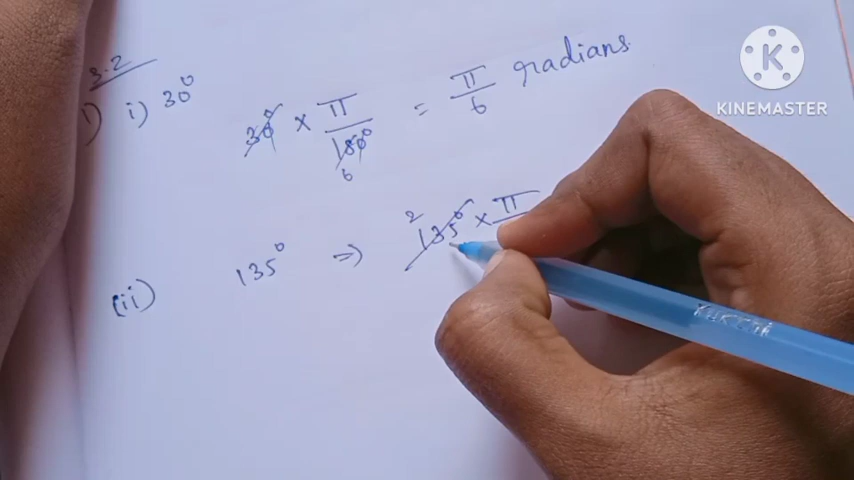 3.2
1) i) 30°
30° × π/180° = π/6 radians
6
(ii) 135° ⇒ 135° × π
2
K
KINEMASTER